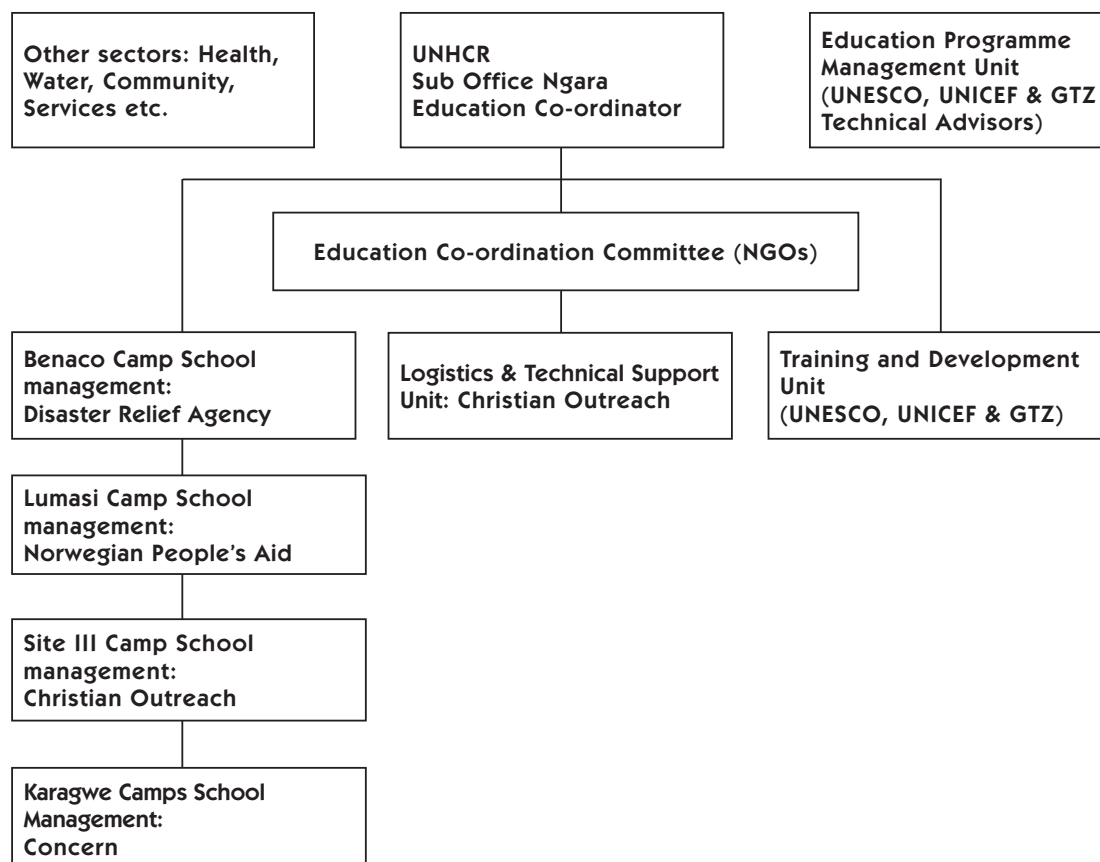 Other sectors: Health,
Water, Community,
Services etc.
UNHCR
Sub Office Ngara
Education Co-ordinator
Education Programme
Management Unit
(UNESCO, UNICEF & GTZ
Technical Advisors)
Education Co-ordination Committee (NGOs)
Benaco Camp School
management:
Disaster Relief Agency
Logistics & Technical Support
Unit: Christian Outreach
Training and Development
Unit
(UNESCO, UNICEF & GTZ)
Lumasi Camp School
management:
Norwegian People’s Aid
Site III Camp School
management:
Christian Outreach
Karagwe Camps School
Management:
Concern